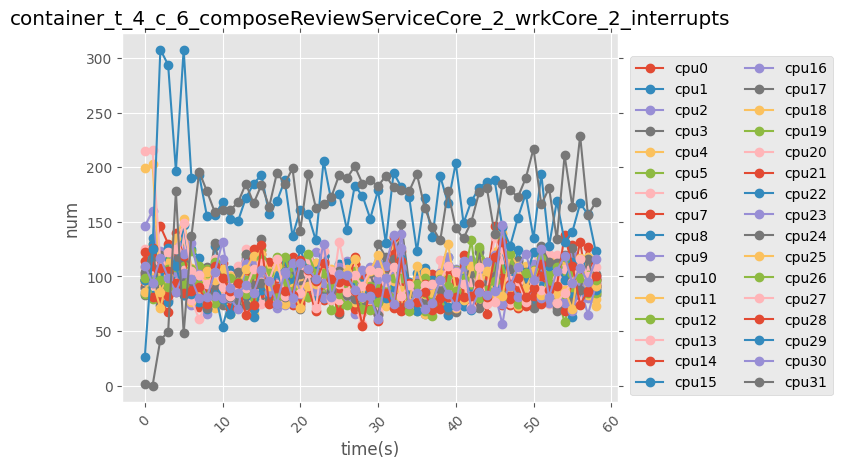 container_t_4_c_6_composeReviewServiceCore_2_wrkCore_2_interrupts
num
300
250
200
150
100
50
0
0
10
20
30
40
50
60
time(s)
cpu0
cpu1
cpu2
cpu3
cpu4
cpu5
cpu6
cpu7
cpu8
cpu9
cpu10
cpu11
cpu12
cpu13
cpu14
cpu15
cpu16
cpu17
cpu18
cpu19
cpu20
cpu21
cpu22
cpu23
cpu24
cpu25
cpu26
cpu27
cpu28
cpu29
cpu30
cpu31